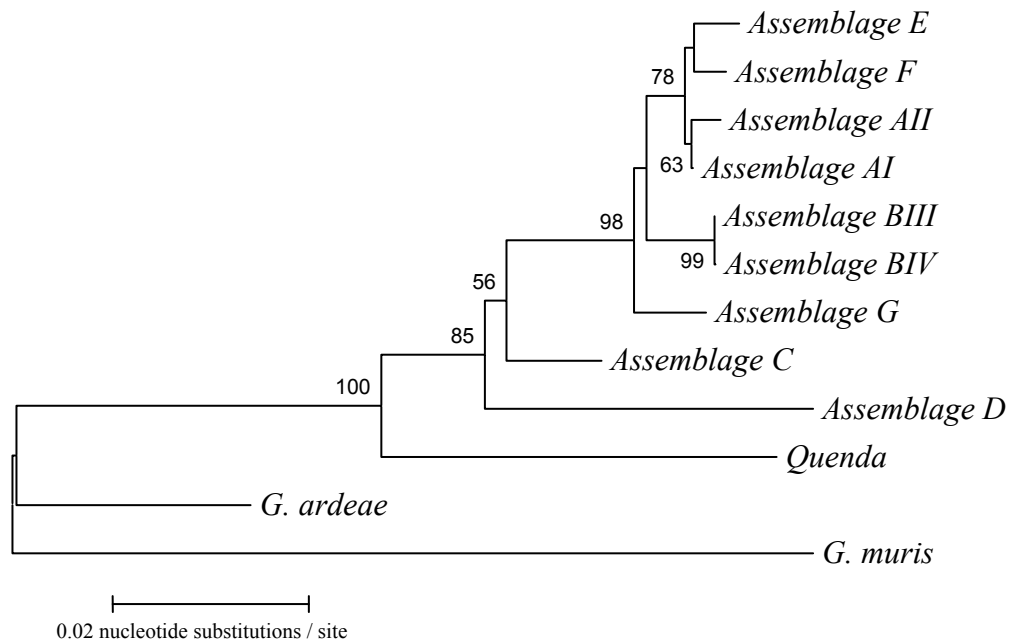 Assemblage E
78
Assemblage F
Assemblage AII
63
Assemblage AI
98
Assemblage BIII
99
Assemblage BIV
56
Assemblage G
85
Assemblage C
100
Assemblage D
Quenda
G. ardeae
G. muris
0.02 nucleotide substitutions / site